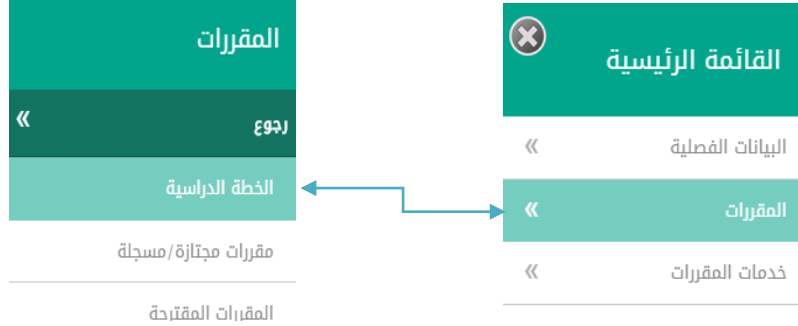 القائمة الرئيسية
البيانات الفصلية
المقررات
خدمات المقررات
المقررات
رجوع
الخطة الدراسية
مقررات مجتازة/مسجلة
المقررات المقترحة